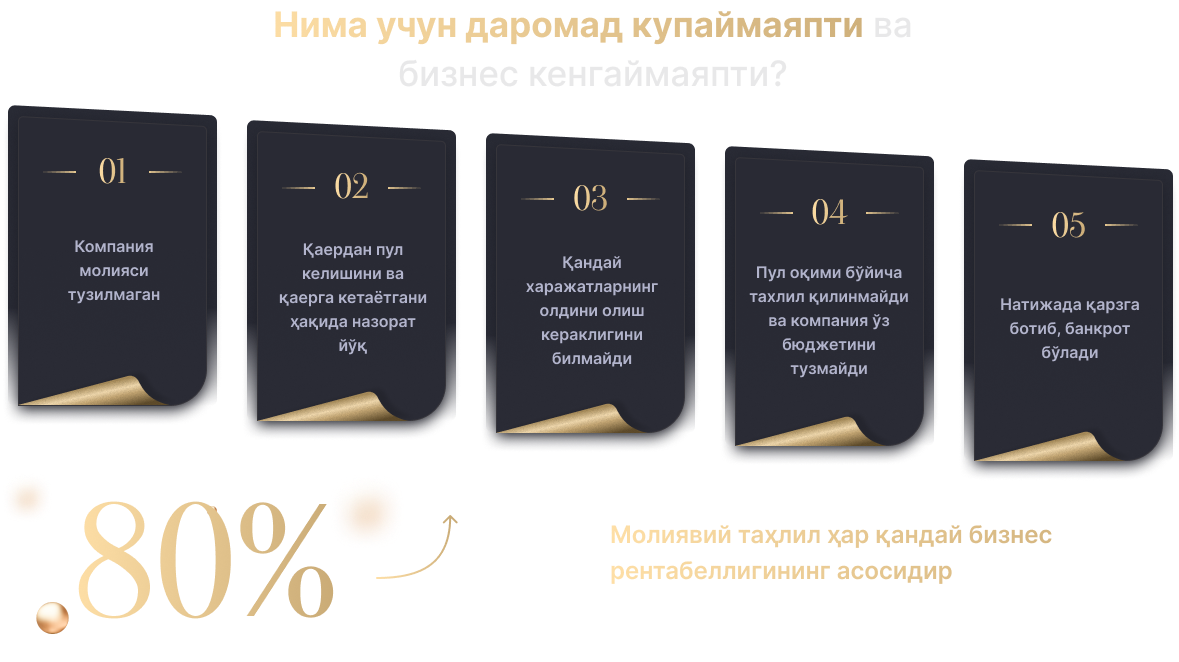 Нима учун даромад купаймаяпти ва
бизнес кенгаймаяпти?
01
Компания
молияси
тузилмаган
02
Қаердан пул
келишини ва
қаерга кетаётгани
ҳақида назорат
йўқ
03
Қандай
харажатларнинг
олдини олиш
кераклигини
билмайди
04
Пул оқими бўйича
тахлил қилинмайди
ва компания ўз
бюджетини
тузмайди
05
Натижада қарзга
ботиб, банкрот
бўлади
80%
Молиявий таҳлил ҳар қандай бизнес
рентабеллигининг асосидир